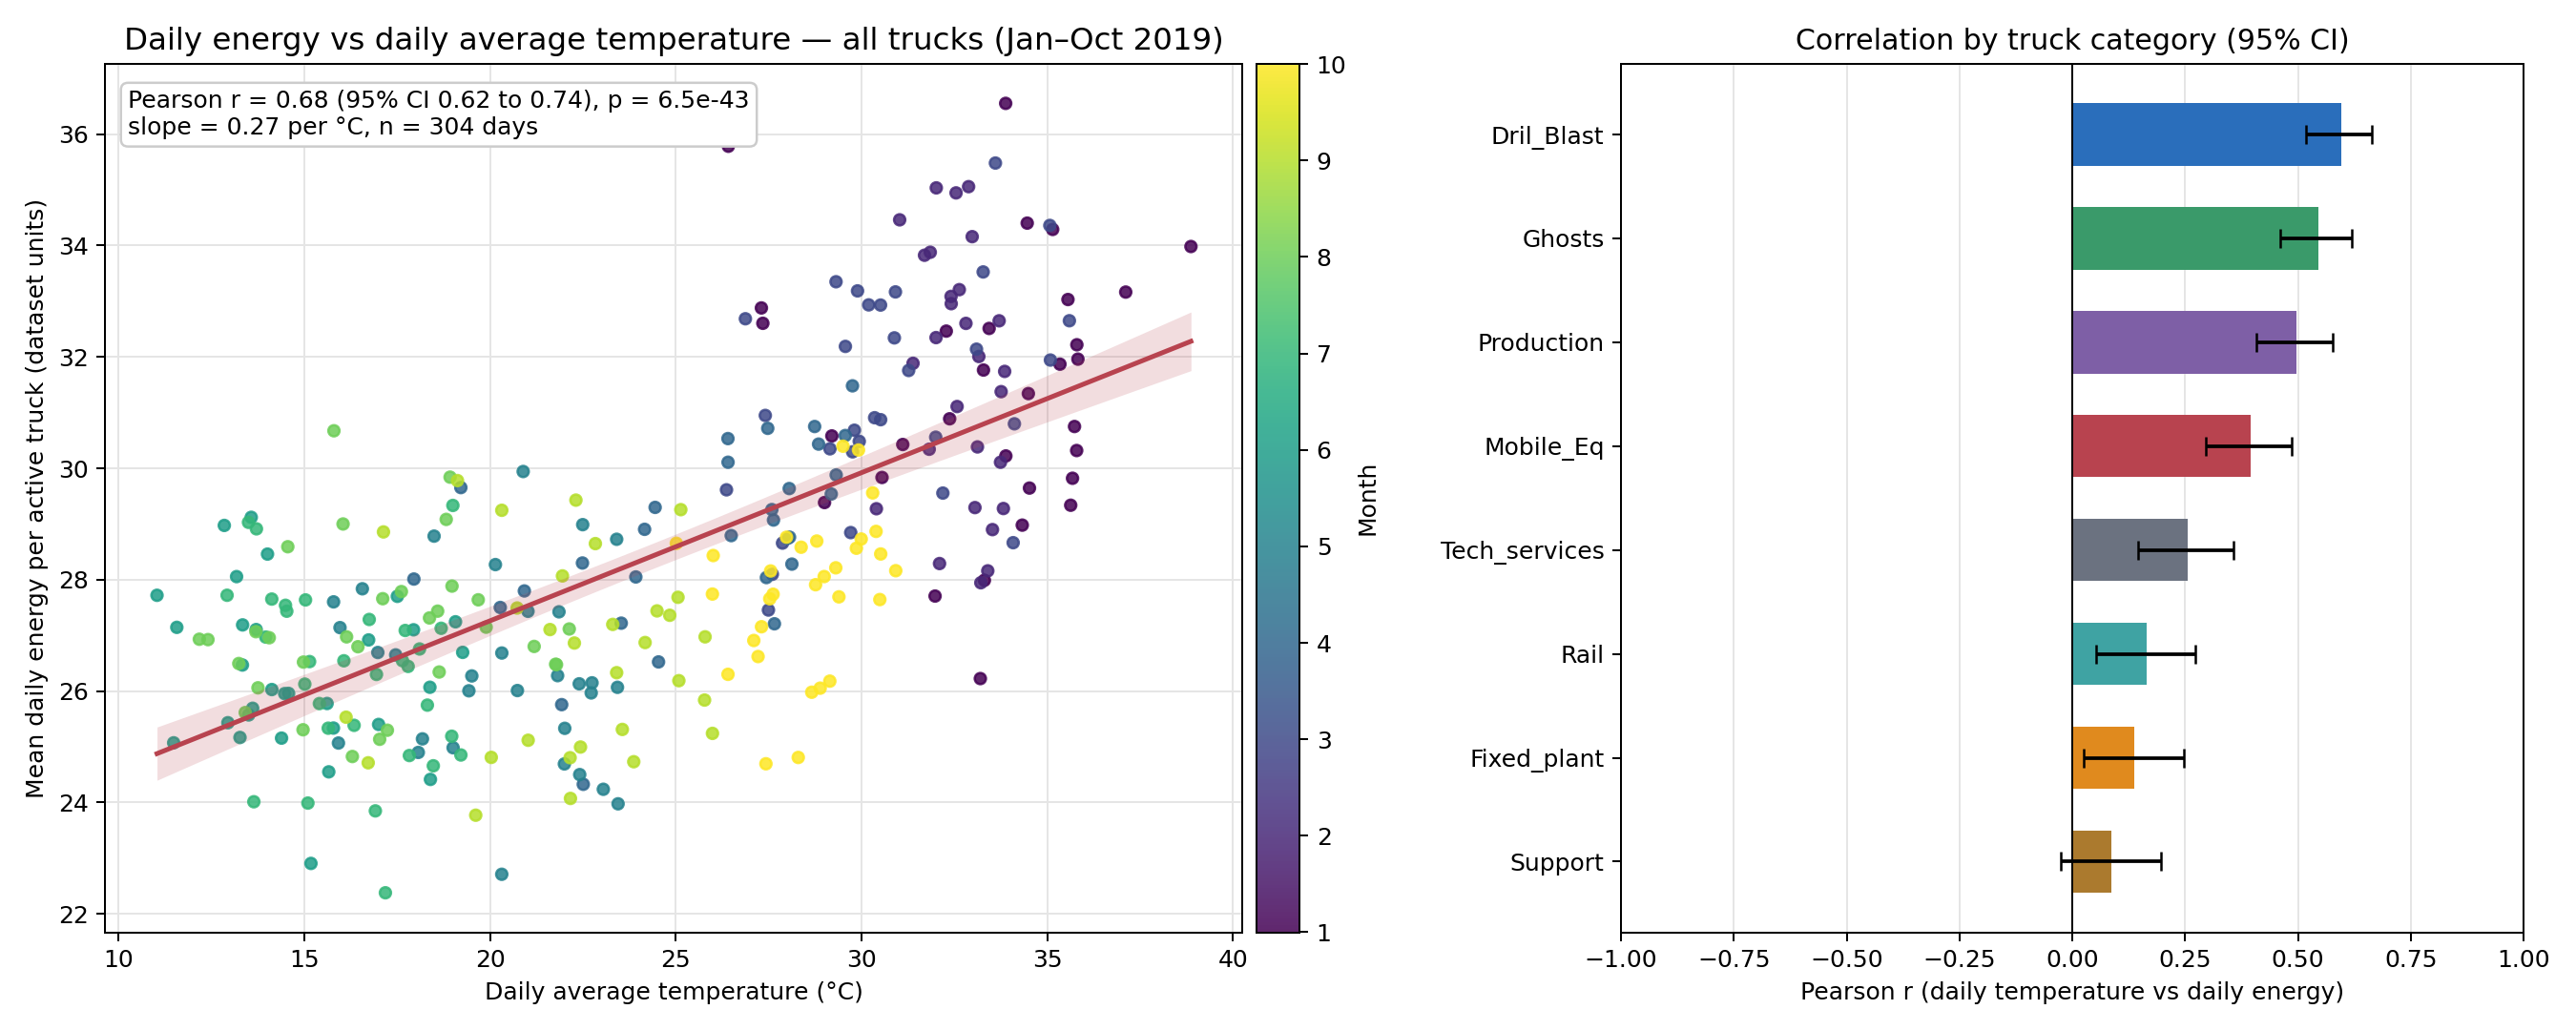 Daily energy vs daily average temperature — all trucks (Jan–Oct 2019)
Pearson r = 0.68 (95% CI 0.62 to 0.74), p = 6.5e-43
slope = 0.27 per °C, n = 304 days
Mean daily energy per active truck (dataset units)
36
34
32
30
28
26
24
22
10
15
20
25
30
35
40
Daily average temperature (°C)
10
9
8
7
6
5
4
3
2
1
Month
Correlation by truck category (95% CI)
Dril_Blast
Ghosts
Production
Mobile_Eq
Tech_services
Rail
Fixed_plant
Support
−1.00
−0.75
−0.50
−0.25
0.00
0.25
0.50
0.75
1.00
Pearson r (daily temperature vs daily energy)